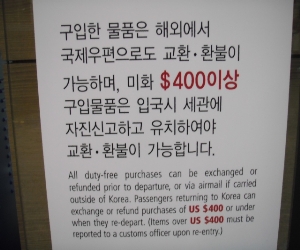 구입한 물품은 해외에서
국제우편으로도 교환·환불이
가능하며, 미화 $400이상
구입물품은 입국시 세관에
자진신고하고 유치하여야
교환·환불이 가능합니다.
All duty-free purchases can be exchanged or
refunded prior to departure, or via airmail if carried
outside of Korea. Passengers returning to Korea can
exchange or refund purchases of US $400 or under
when they re-depart. (Items over US $400 must be
reported to a customs officer upon re-entry.)